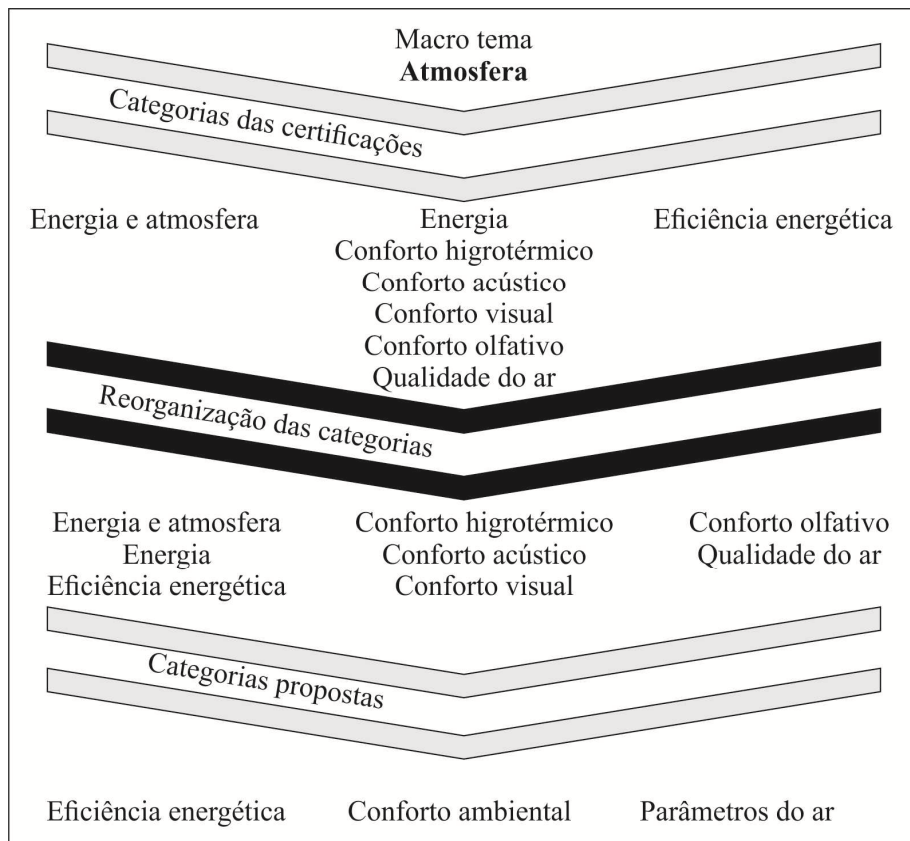 Macro tema
Atmosfera
Categorias das certificações
Energia e atmosfera
Energia
Conforto higrotérmico
Conforto acústico
Conforto visual
Conforto olfativo
Qualidade do ar
Eficiência energética
Reorganização das categorias
Energia e atmosfera
Energia
Eficiência energética
Conforto higrotérmico
Conforto acústico
Conforto visual
Conforto olfativo
Qualidade do ar
Categorias propostas
Eficiência energética
Conforto ambiental
Parâmetros do ar